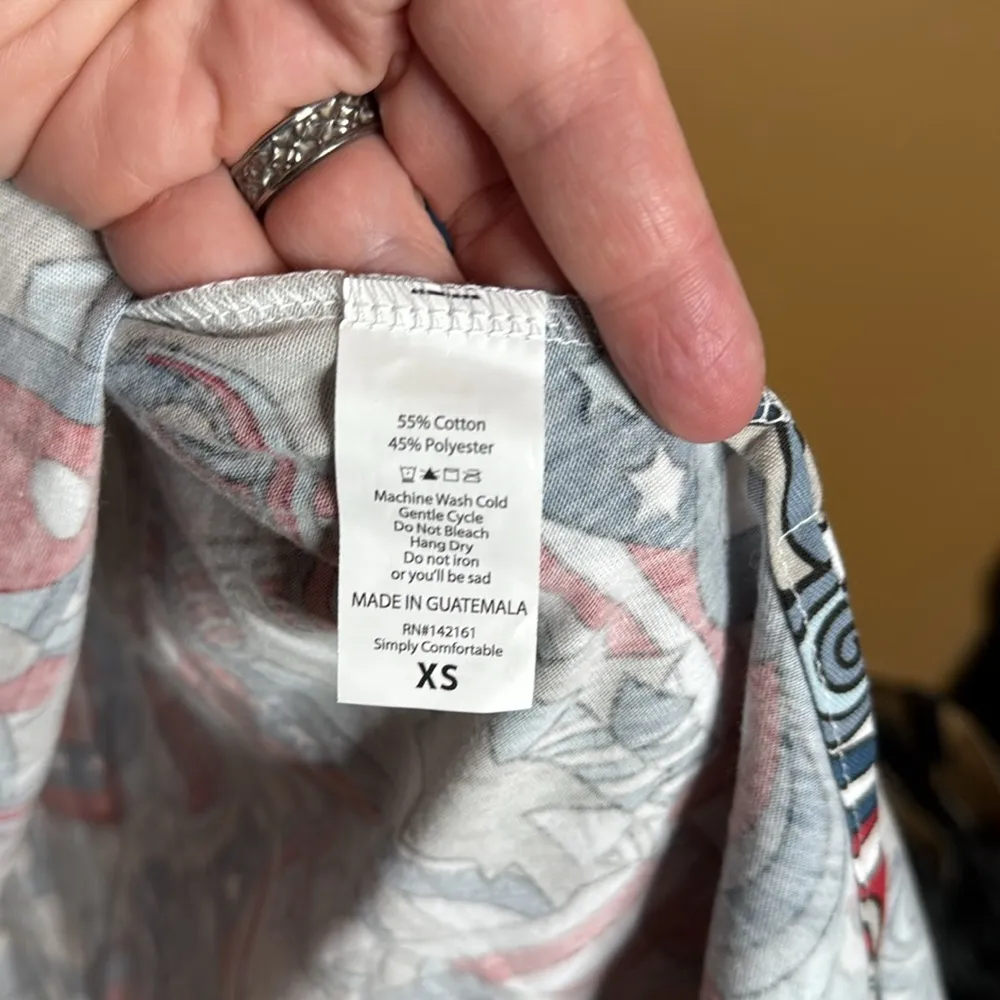 55% Cotton
45% Polyester
Machine Wash Cold
Gentle Cycle
Do Not Bleach
Hang Dry
Do not iron
or you'll be sad
MADE IN GUATEMALA
RN#142161
Simply Comfortable
XS